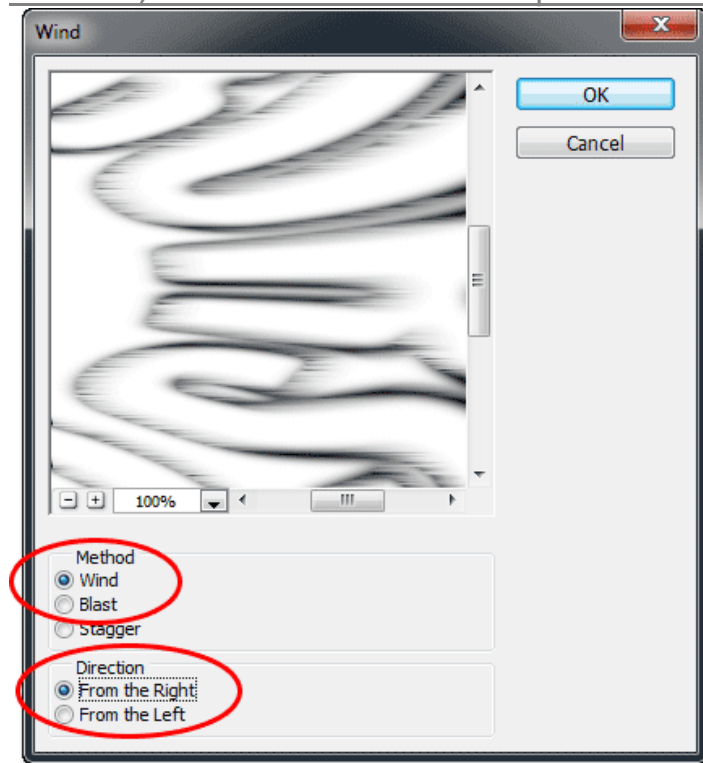 Wind
X
OK
Cancel
100%
Method
Wind
Blast
Stagger
Direction
From the Right
From the Left